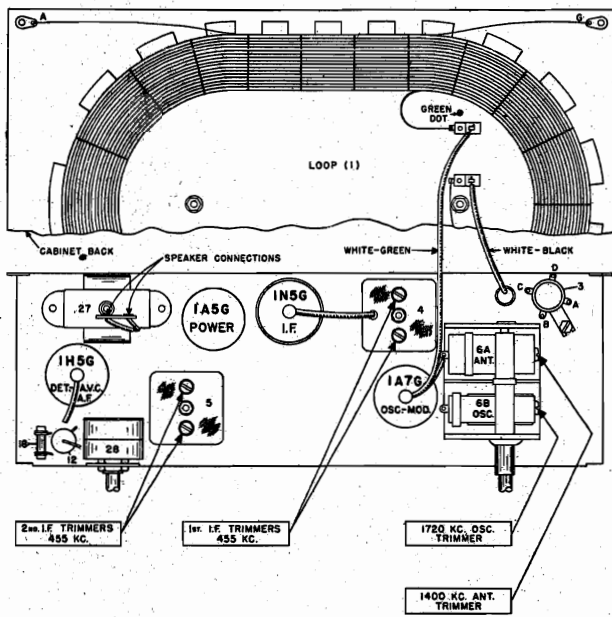 A
G
GREEN
DOT
LOOP (1)
CABINET BACK
SPEAKER CONNECTIONS
WHITE-GREEN
WHITE-BLACK
27
1A5G
POWER
1N5G
I.F.
4
C
D
3
A
B
1H5G
DET.-A.V.C.
A.F.
5
1A7G
OSC.-MOD.
6A
ANT.
6B
OSC.
18
12
28
2ND. I.F. TRIMMERS
455 KC.
1ST. I.F. TRIMMERS
455 KC.
1720 KC. OSC.
TRIMMER
1400 KC. ANT.
TRIMMER